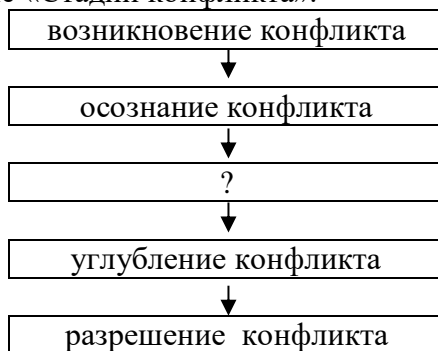 возникновение конфликта
осознание конфликта
?
углубление конфликта
разрешение конфликта